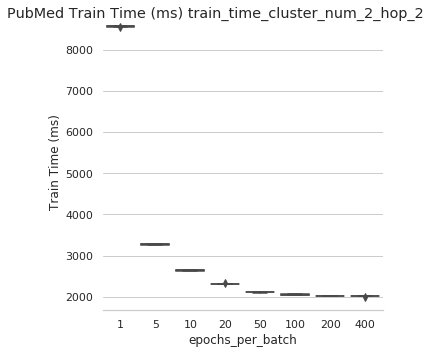 PubMed Train Time (ms) train_time_cluster_num_2_hop_2
8000
7000
6000
5000
4000
3000
2000
Train Time (ms)
1 5 10 20 50 100 200 400
epochs_per_batch